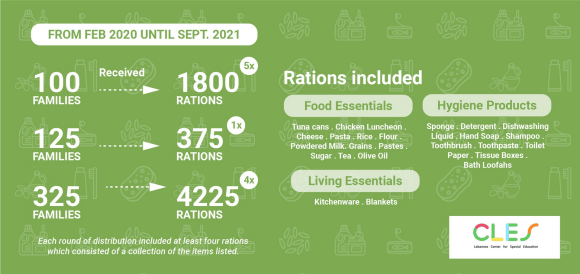 FROM FEB 2020 UNTIL SEPT. 2021
100
FAMILIES
Received
1800
RATIONS
5x
125
FAMILIES
375
RATIONS
1x
325
FAMILIES
4225
RATIONS
4x
Each round of distribution included at least four rations
which consisted of a collection of the items listed.
Rations included
Food Essentials
Tuna cans . Chicken Luncheon .
Cheese . Pasta . Rice . Flour .
Powdered Milk. Grains . Pastes .
Sugar . Tea . Olive Oil
Living Essentials
Kitchenware . Blankets
Hygiene Products
Sponge . Detergent . Dishwashing
Liquid . Hand Soap . Shampoo .
Toothbrush . Toothpaste . Toilet
Paper . Tissue Boxes .
Bath Loofahs
CLES
Lebanese Center for Special Education